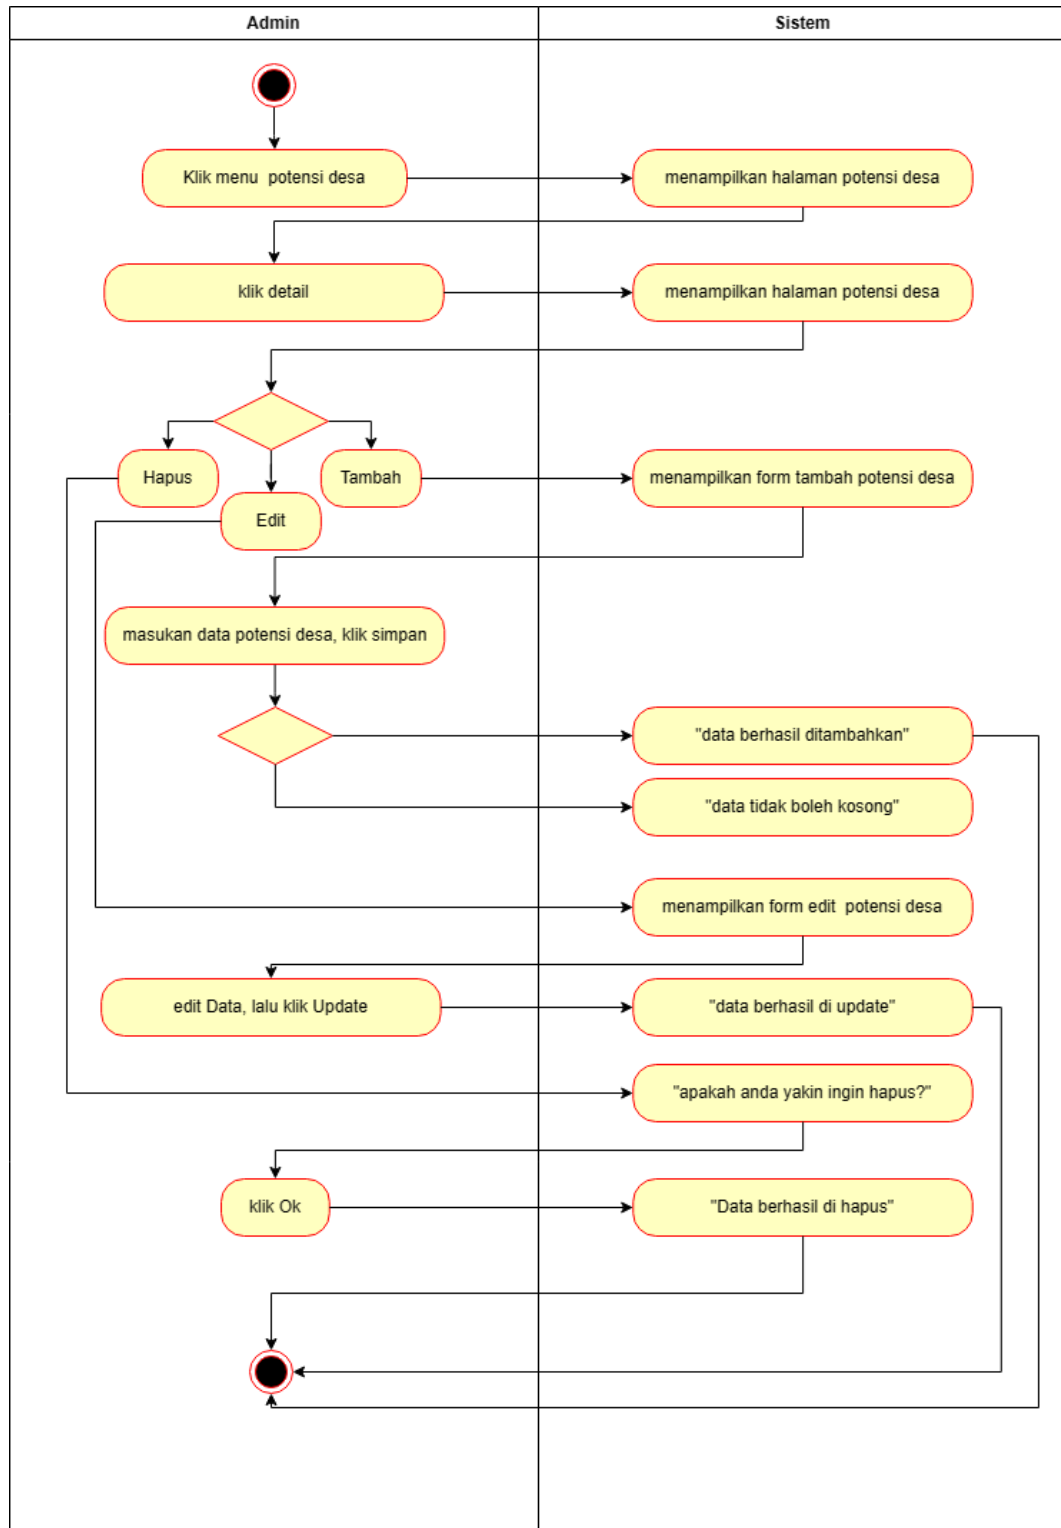 Admin
Sistem
Klik menu  potensi desa
menampilkan halaman potensi desa
klik detail
menampilkan halaman potensi desa
Hapus
Tambah
menampilkan form tambah potensi desa
Edit
masukan data potensi desa, klik simpan
"data berhasil ditambahkan"
"data tidak boleh kosong"
menampilkan form edit  potensi desa
edit Data, lalu klik Update
"data berhasil di update"
"apakah anda yakin ingin hapus?"
klik Ok
"Data berhasil di hapus"